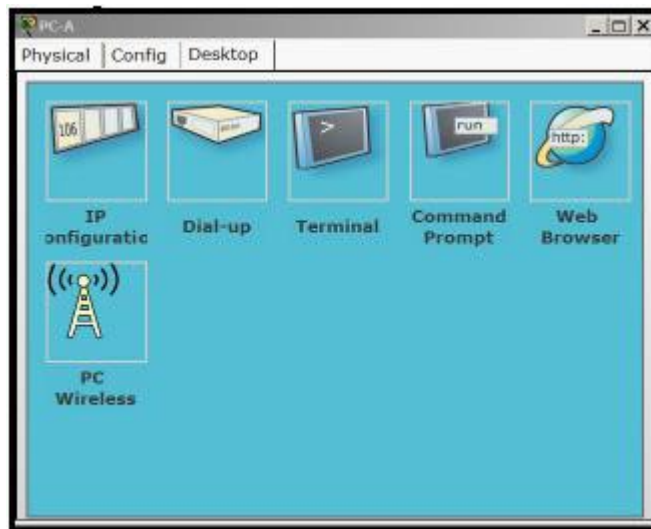 PC-A
Physical Config Desktop
106
>
run
http:
IP
onfiguratic
Dial-up
Terminal
Command
Prompt
Web
Browser
PC
Wireless